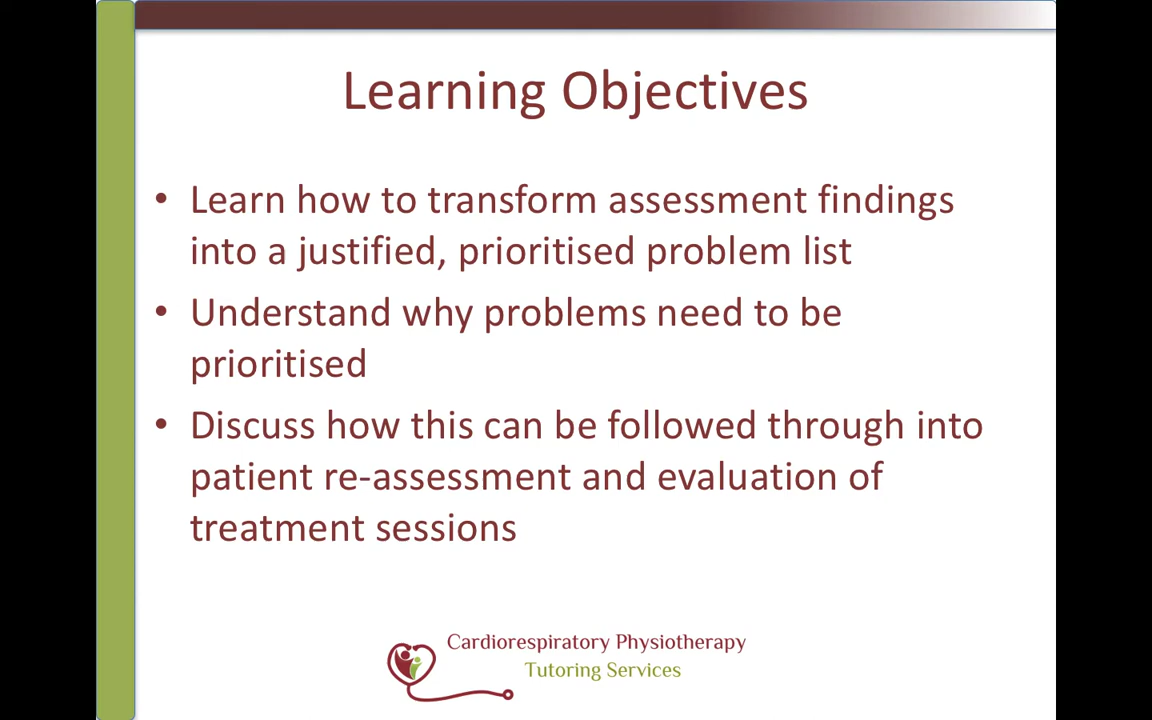 Learning Objectives
• Learn how to transform assessment findings
into a justified, prioritised problem list
• Understand why problems need to be
prioritised
• Discuss how this can be followed through into
patient re-assessment and evaluation of
treatment sessions
Cardiorespiratory Physiotherapy
Tutoring Services